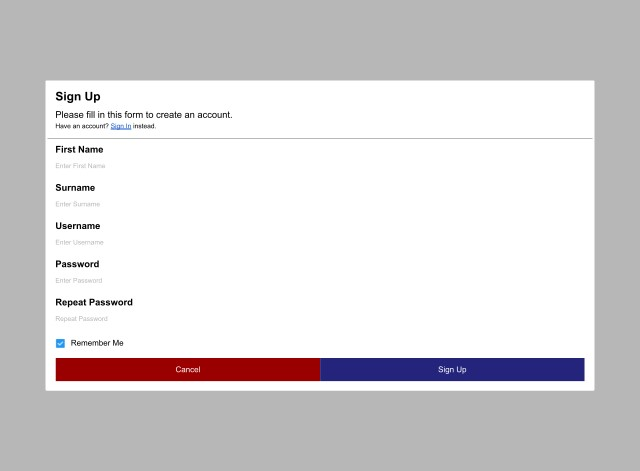 Sign Up
Please fill in this form to create an account.
Have an account? Sign In instead.
First Name
Enter First Name
Surname
Enter Surname
Username
Enter Username
Password
Enter Password
Repeat Password
Repeat Password
Remember Me
Cancel
Sign Up